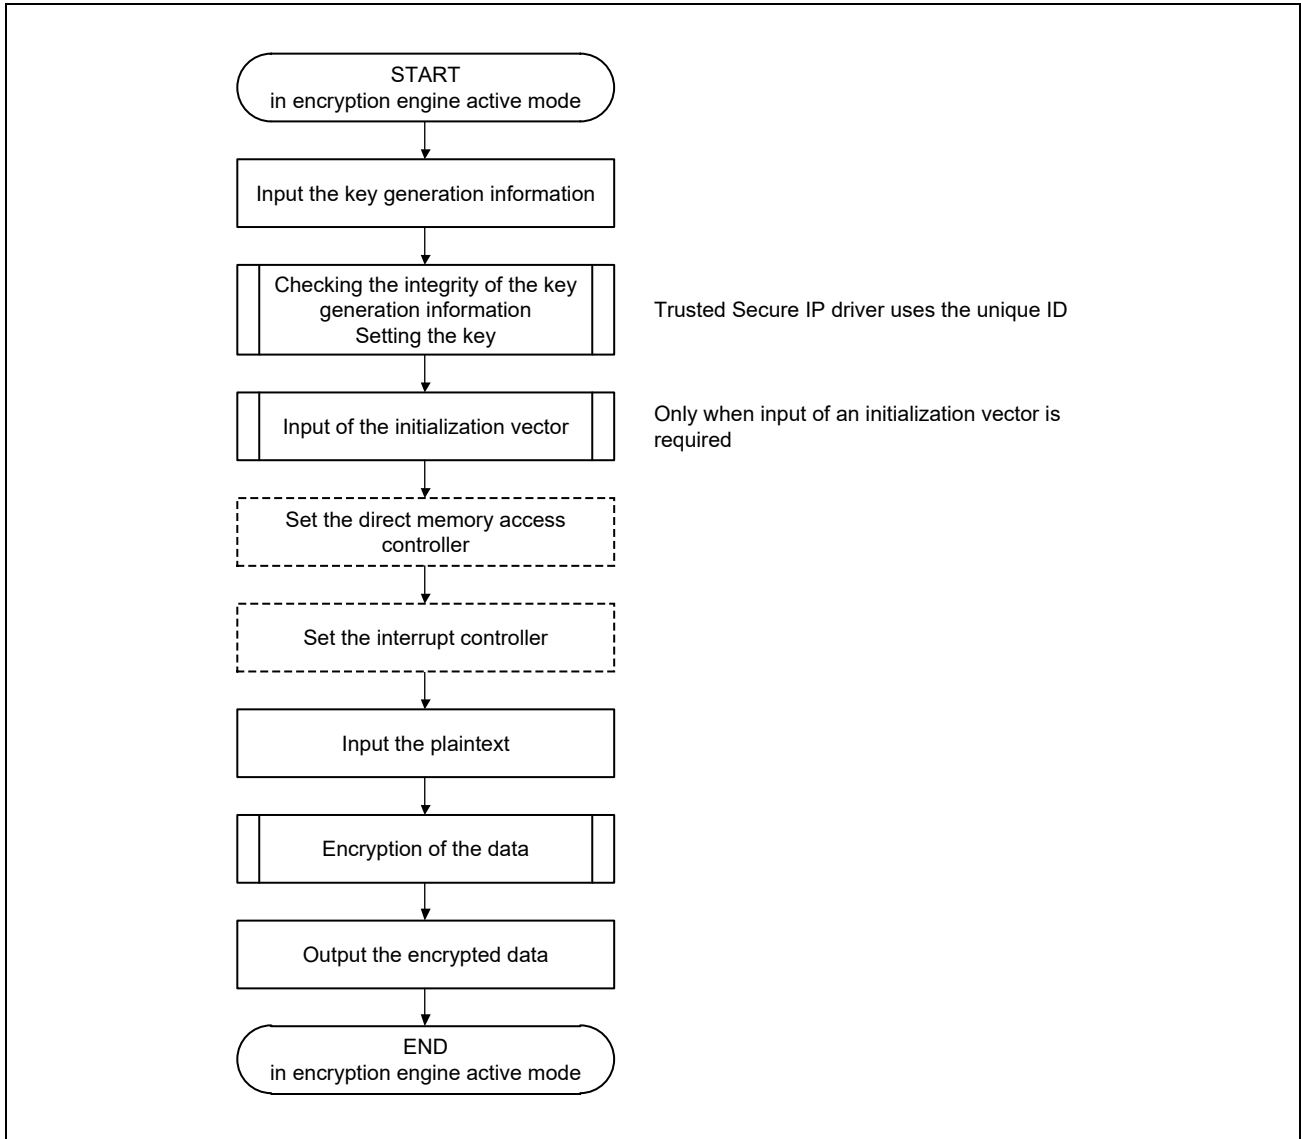 START
in encryption engine active mode
Input the key generation information
Checking the integrity of the key
generation information
Setting the key
Trusted Secure IP driver uses the unique ID
Input of the initialization vector
Only when input of an initialization vector is
required
Set the direct memory access
controller
Set the interrupt controller
Input the plaintext
Encryption of the data
Output the encrypted data
END
in encryption engine active mode